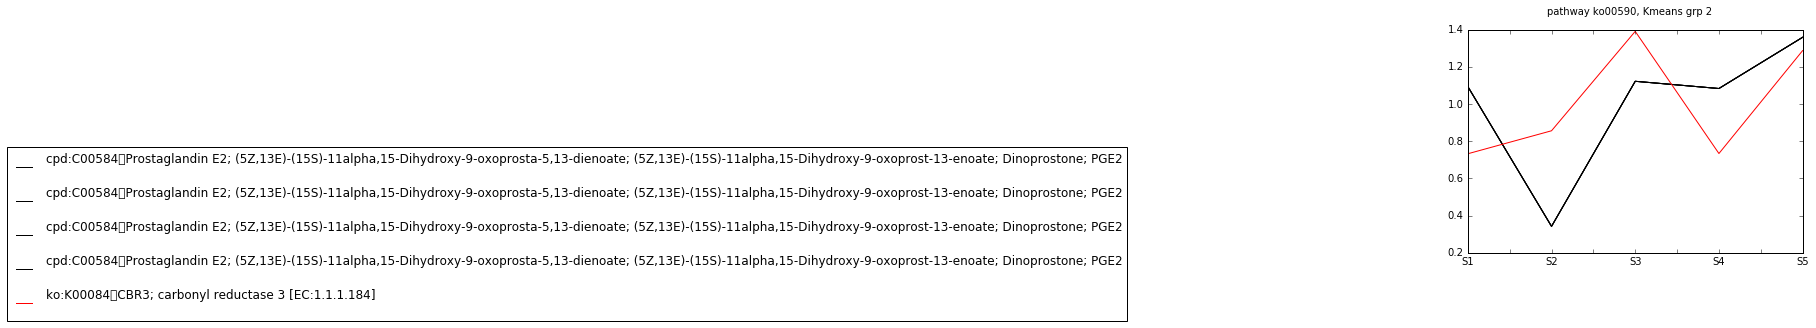 pathway ko00590, Kmeans grp 2
1.4
1.2
1.0
0.8
0.6
0.4
0.2
S1 S2 S3 S4 S5
cpd:C00584▯Prostaglandin E2; (5Z,13E)-(15S)-11alpha,15-Dihydroxy-9-oxoprosta-5,13-dienoate; (5Z,13E)-(15S)-11alpha,15-Dihydroxy-9-oxoprost-13-enoate; Dinoprostone; PGE2
cpd:C00584▯Prostaglandin E2; (5Z,13E)-(15S)-11alpha,15-Dihydroxy-9-oxoprosta-5,13-dienoate; (5Z,13E)-(15S)-11alpha,15-Dihydroxy-9-oxoprost-13-enoate; Dinoprostone; PGE2
cpd:C00584▯Prostaglandin E2; (5Z,13E)-(15S)-11alpha,15-Dihydroxy-9-oxoprosta-5,13-dienoate; (5Z,13E)-(15S)-11alpha,15-Dihydroxy-9-oxoprost-13-enoate; Dinoprostone; PGE2
cpd:C00584▯Prostaglandin E2; (5Z,13E)-(15S)-11alpha,15-Dihydroxy-9-oxoprosta-5,13-dienoate; (5Z,13E)-(15S)-11alpha,15-Dihydroxy-9-oxoprost-13-enoate; Dinoprostone; PGE2
ko:K00084▯CBR3; carbonyl reductase 3 [EC:1.1.1.184]